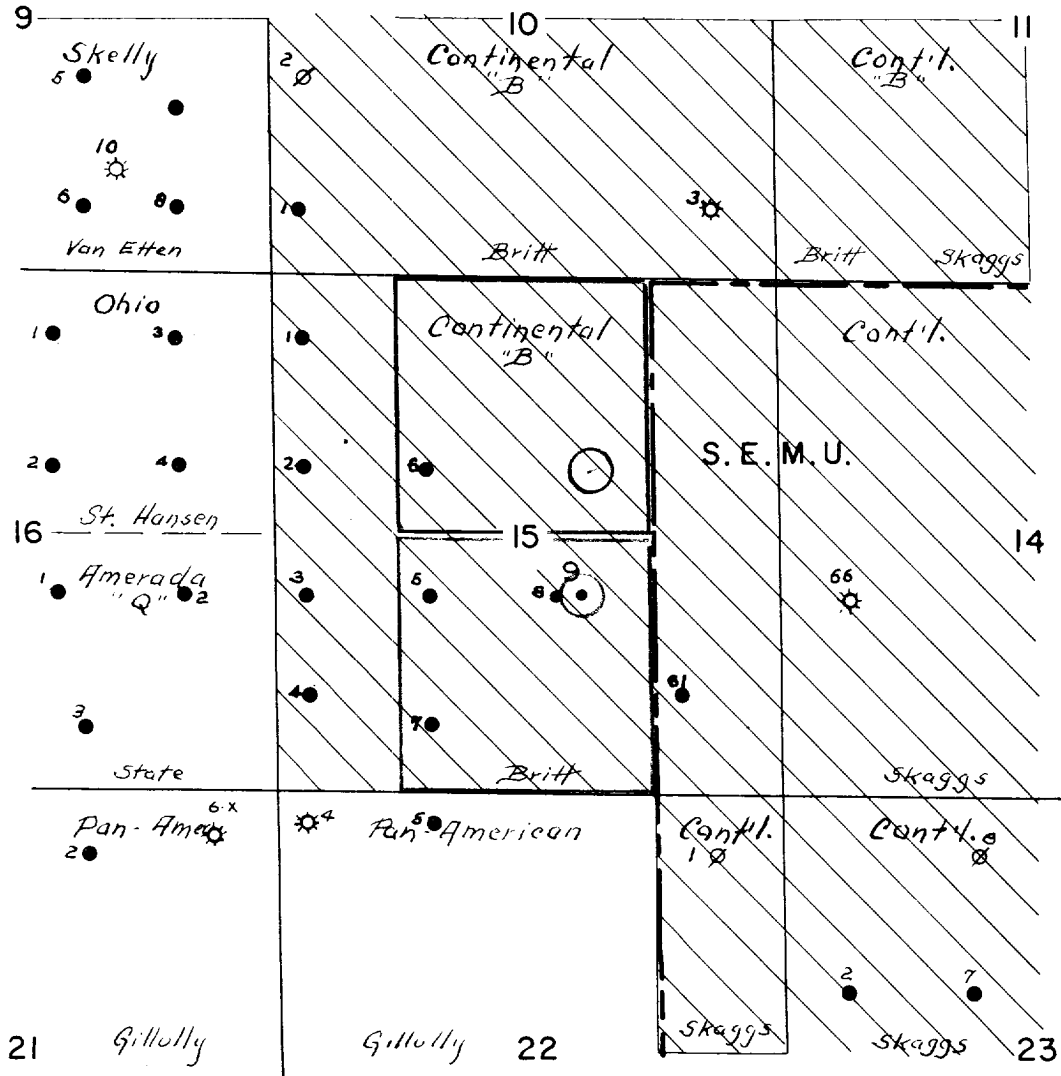 9 10 11
Skelly
5
10
6 8
Van Etten
2
Continental
"B"
1
3
Britt
Cont'l.
"B"
Britt Skaggs
Ohio
1 3
2 4
St. Hansen
1
2
Continental
"B"
6
Cont'l.
S.E.M.U.
16 15 14
Amerada
"Q"
1 2
3
State
3
4
5 8 9
7
Britt
66
61
Skaggs
Pan-Amer
6-X
2
4
5
Pan-American
Cont'l.
1
Cont'l.
8
2 7
Skaggs
Skaggs
Gillully
Gillully
21 22 23